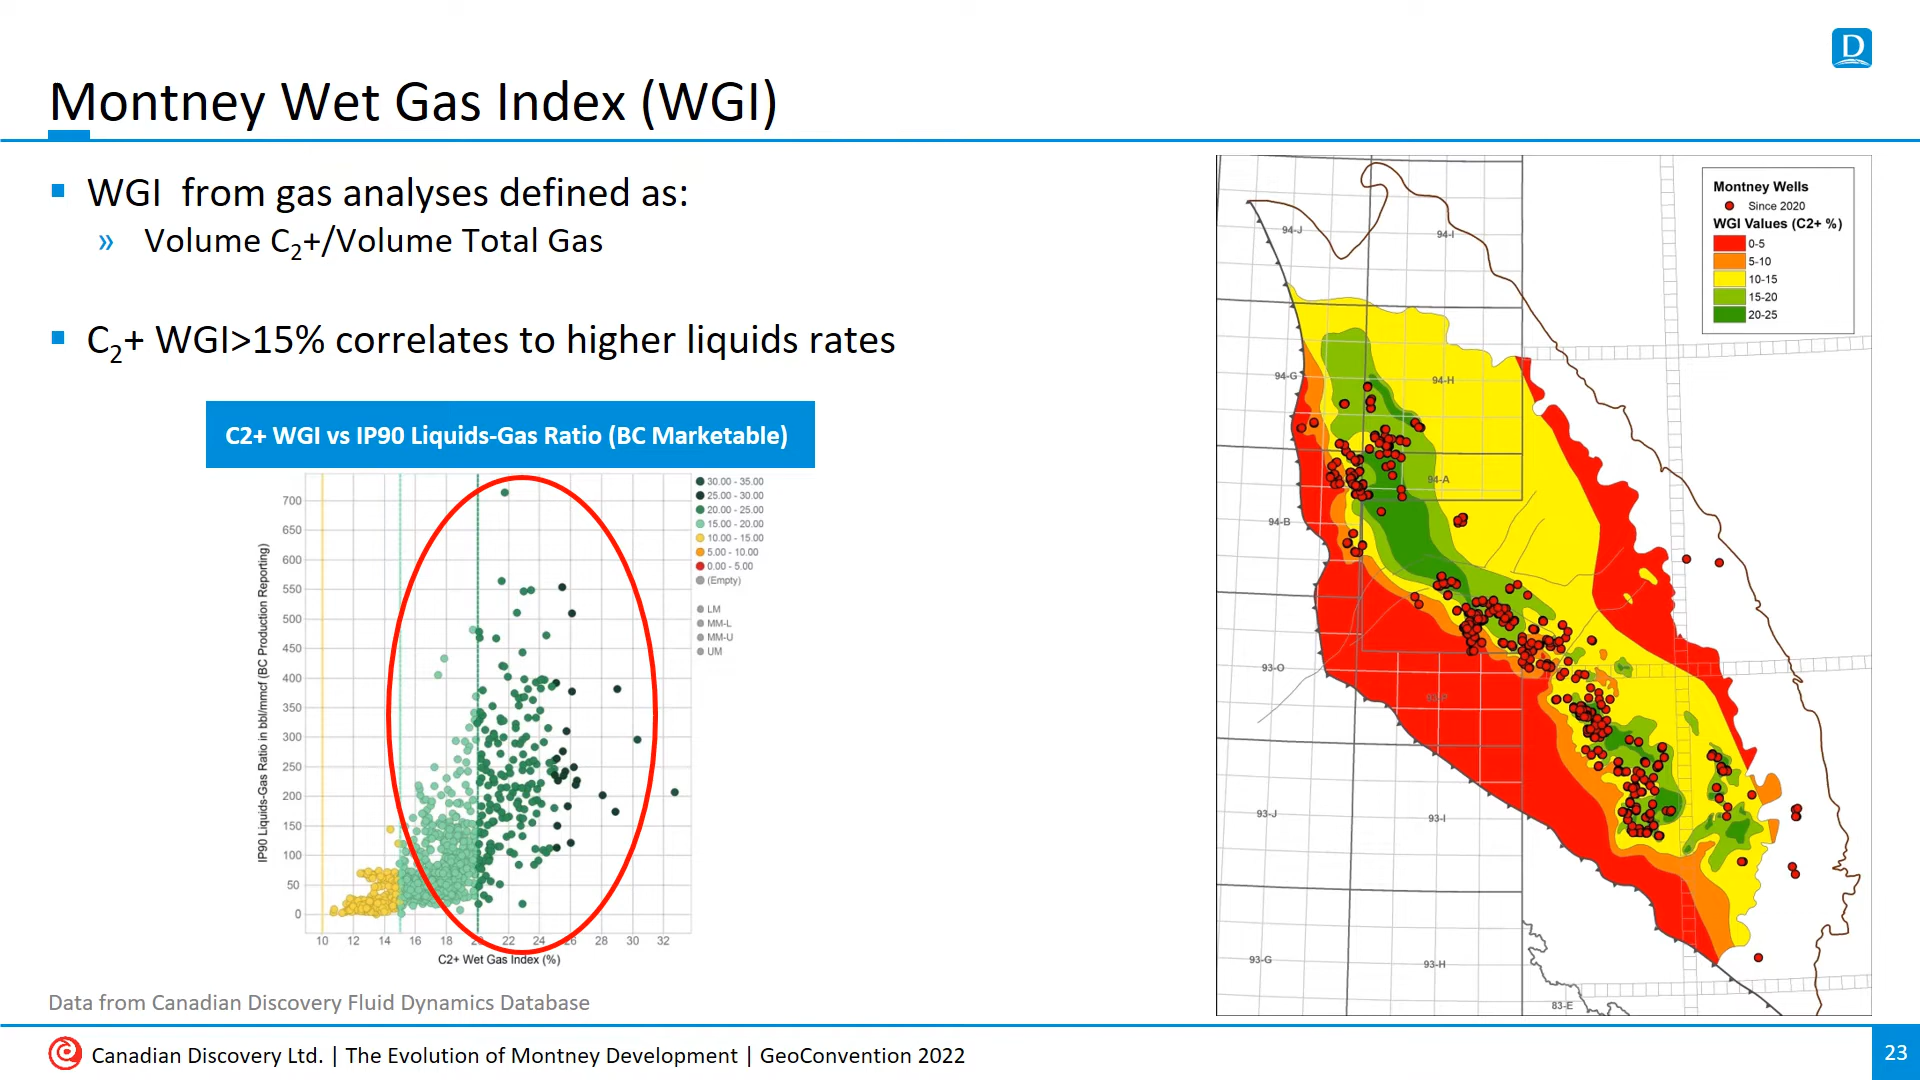 D
Montney Wet Gas Index (WGI)
WGI from gas analyses defined as:
» Volume C2+/Volume Total Gas
C2+ WGI>15% correlates to higher liquids rates
C2+ WGI vs IP90 Liquids-Gas Ratio (BC Marketable)
IP90 Liquids-Gas Ratio in bbl/mmcf (BC Production Reporting)
700
650
600
550
500
450
400
350
300
250
200
150
100
50
0
10 12 14 16 18 22 24 26 28 30 32
C2+ Wet Gas Index (%)
30.00 - 35.00
25.00 - 30.00
20.00 - 25.00
15.00 - 20.00
10.00 - 15.00
5.00 - 10.00
0.00 - 5.00
(Empty)
LM
MM-L
MM-U
UM
Montney Wells
Since 2020
WGI Values (C2+ %)
0-5
5-10
10-15
15-20
20-25
94-J
94-I
94-G
94-H
94-A
94-B
93-O
93-P
93-J
93-I
93-G
93-H
83-E
Data from Canadian Discovery Fluid Dynamics Database
Canadian Discovery Ltd. | The Evolution of Montney Development | GeoConvention 2022
23